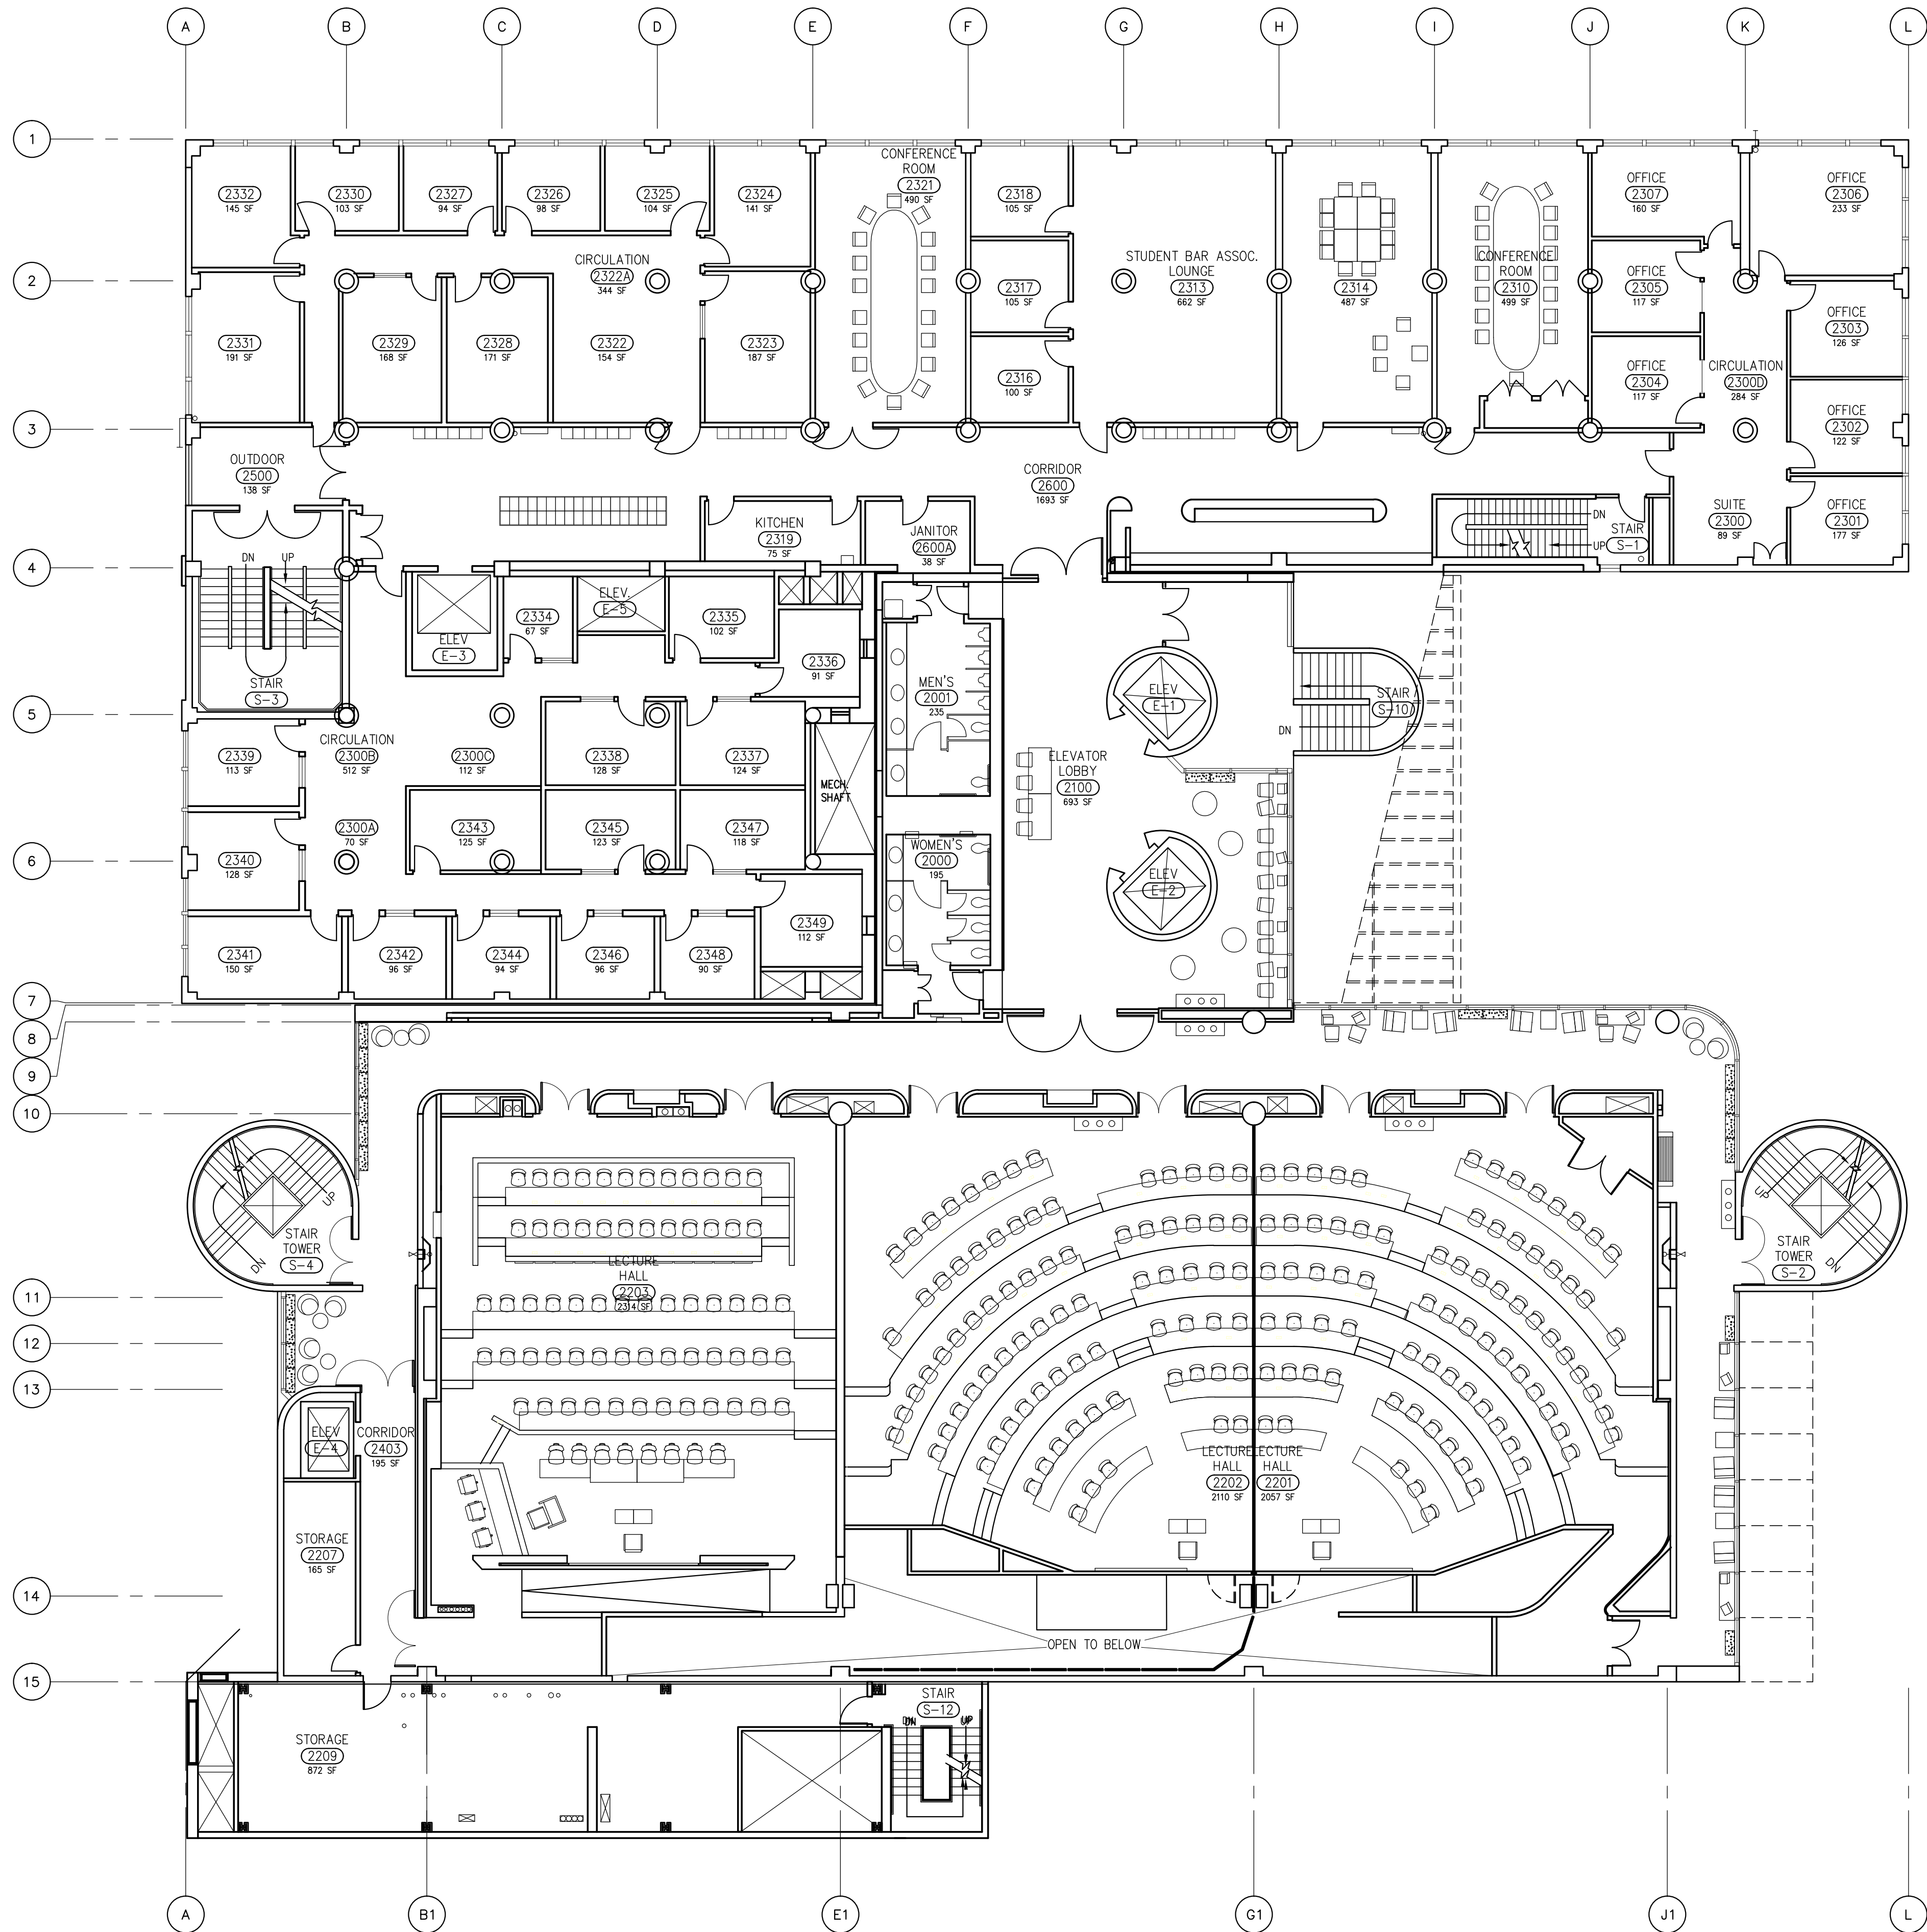 A
B
C
D
E
F
G
H
I
J
K
L
1
2
3
4
5
6
7
8
9
10
11
12
13
14
15
2332
145 SF
2330
103 SF
2327
94 SF
2326
98 SF
2325
104 SF
2324
141 SF
CONFERENCE
ROOM
2321
490 SF
2318
105 SF
2317
105 SF
2316
100 SF
STUDENT BAR ASSOC.
LOUNGE
2313
662 SF
2314
487 SF
CONFERENCE
ROOM
2310
499 SF
OFFICE
2307
160 SF
OFFICE
2306
233 SF
OFFICE
2305
117 SF
OFFICE
2303
126 SF
OFFICE
2304
117 SF
CIRCULATION
2300D
284 SF
OFFICE
2302
122 SF
OFFICE
2301
177 SF
SUITE
2300
89 SF
CIRCULATION
2322A
344 SF
2331
191 SF
2329
168 SF
2328
171 SF
2322
154 SF
2323
187 SF
OUTDOOR
2500
138 SF
CORRIDOR
2600
1693 SF
KITCHEN
2319
75 SF
JANITOR
2600A
38 SF
DN
UP
STAIR
S-1
DN
UP
STAIR
S-3
ELEV
E-3
2334
67 SF
ELEV.
E-5
2335
102 SF
2336
91 SF
MEN'S
2001
235
ELEV
E-1
STAIR
S-10
DN
2339
113 SF
CIRCULATION
2300B
512 SF
2300C
112 SF
2338
128 SF
2337
124 SF
MECH.
SHAFT
ELEVATOR
LOBBY
2100
693 SF
2300A
70 SF
2343
125 SF
2345
123 SF
2347
118 SF
2340
128 SF
WOMEN'S
2000
195
ELEV
E-2
2341
150 SF
2342
96 SF
2344
94 SF
2346
96 SF
2348
90 SF
2349
112 SF
UP
DN
STAIR
TOWER
S-4
LECTURE
HALL
2203
2314 SF
UP
DN
STAIR
TOWER
S-2
ELEV
E-4
CORRIDOR
2403
195 SF
LECTURE
HALL
2202
2110 SF
LECTURE
HALL
2201
2057 SF
STORAGE
2207
165 SF
OPEN TO BELOW
STAIR
S-12
DN
UP
STORAGE
2209
872 SF
A
B1
E1
G1
J1
L